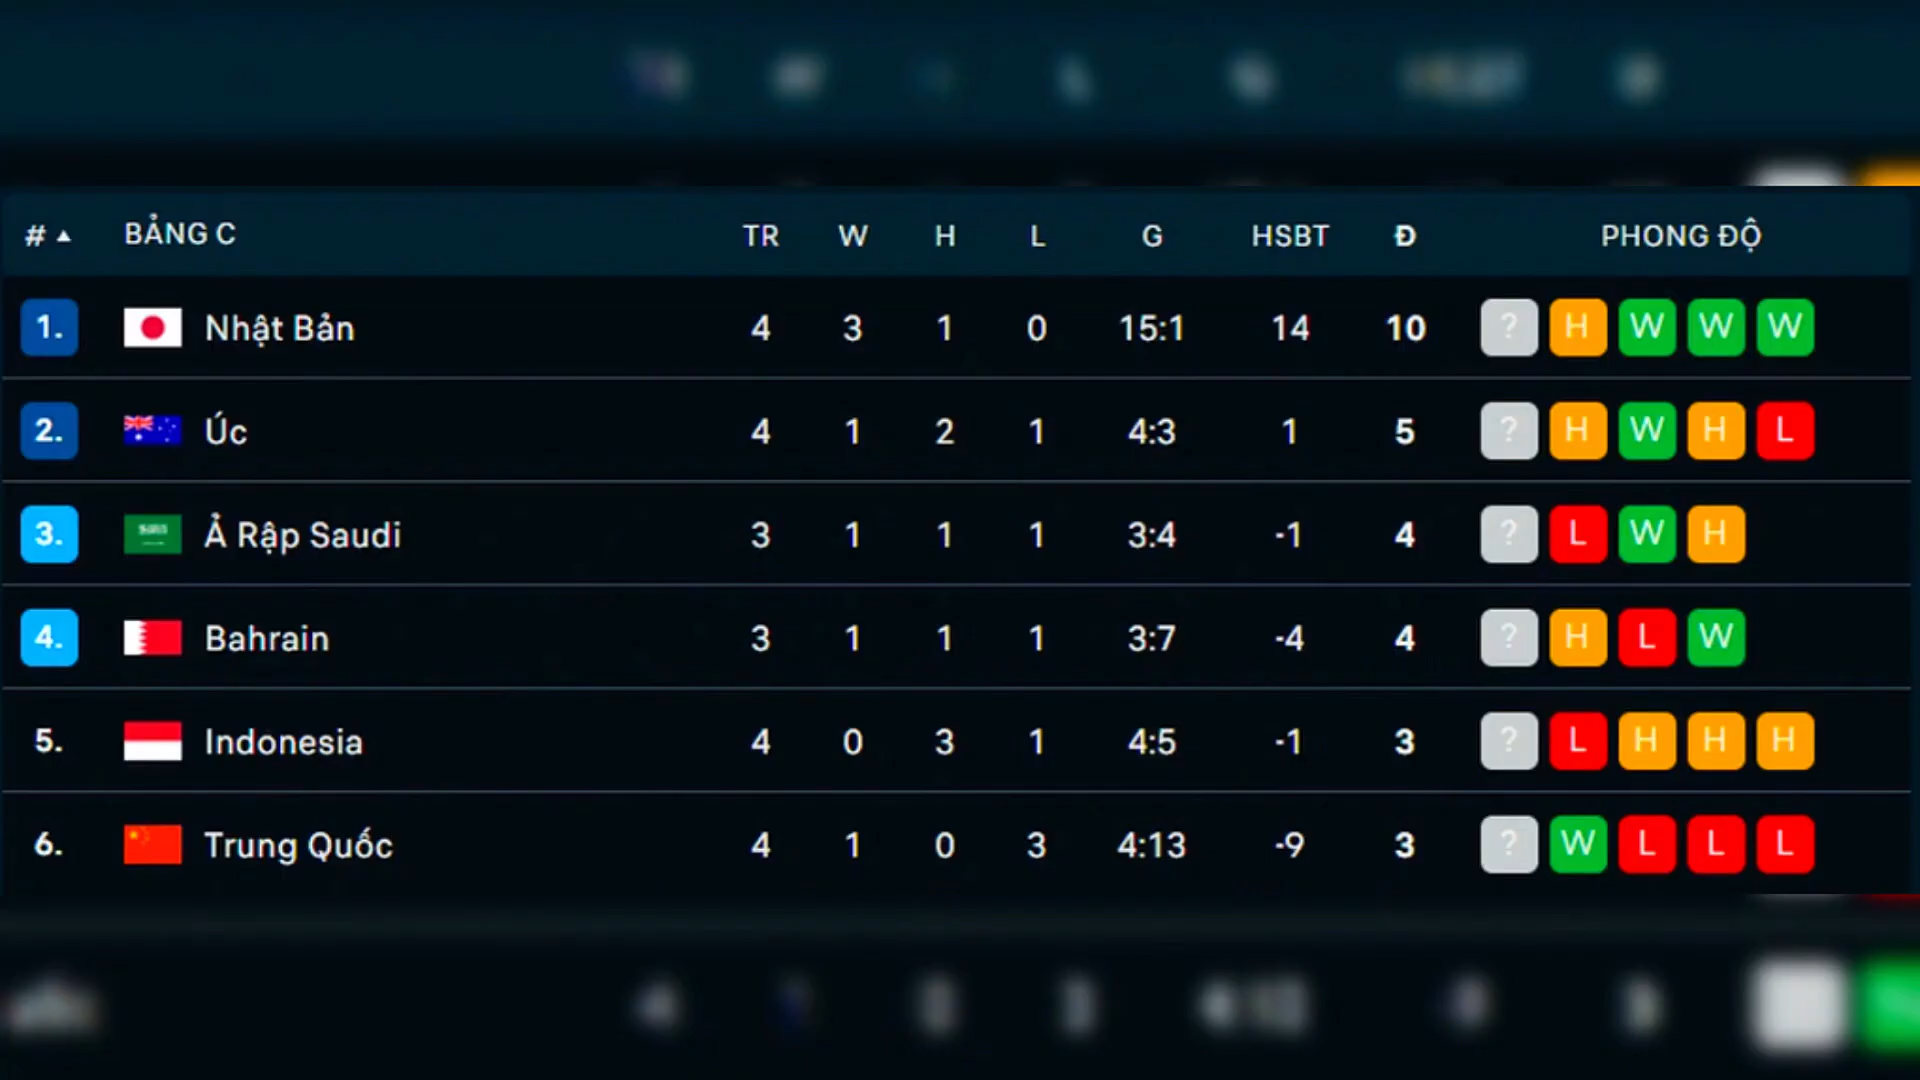 # ▲ BẢNG C TR W H L G HSBT Đ PHONG ĐỘ
1. Nhật Bản 4 3 1 0 15:1 14 10 ? H W W W
2. Úc 4 1 2 1 4:3 1 5 ? H W H L
3. Ả Rập Saudi 3 1 1 1 3:4 -1 4 ? L W H
4. Bahrain 3 1 1 1 3:7 -4 4 ? H L W
5. Indonesia 4 0 3 1 4:5 -1 3 ? L H H H
6. Trung Quốc 4 1 0 3 4:13 -9 3 ? W L L L